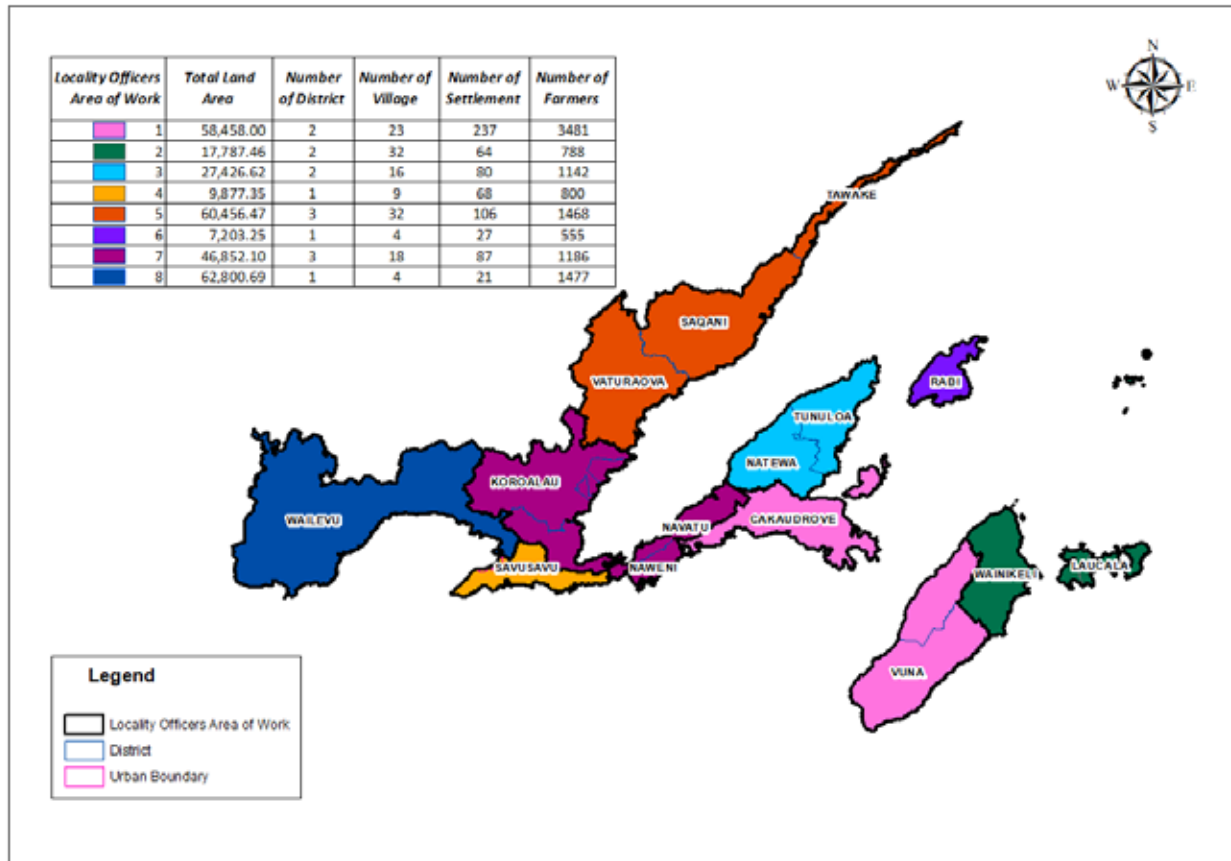 N
W E
S
Locality Officers Area of Work Total Land Area Number of District Number of Village Number of Settlement Number of Farmers
1 58,458.00 2 23 237 3481
2 17,787.46 2 32 64 788
3 27,426.62 2 16 80 1142
4 9,877.35 1 9 68 800
5 60,456.47 3 32 106 1468
6 7,203.25 1 4 27 555
7 46,852.10 3 18 87 1186
8 62,800.69 1 4 21 1477
TAWAKE
SAQANI
VATURAOVA
RABI
TUNULOA
NATEWA
KOROALAU
WAILEVU
NAVATU
CAKAUDROVE
SAVUSAVU
NAWENI
WAINIKELI
LAUCALA
VUNA
Legend
Locality Officers Area of Work
District
Urban Boundary